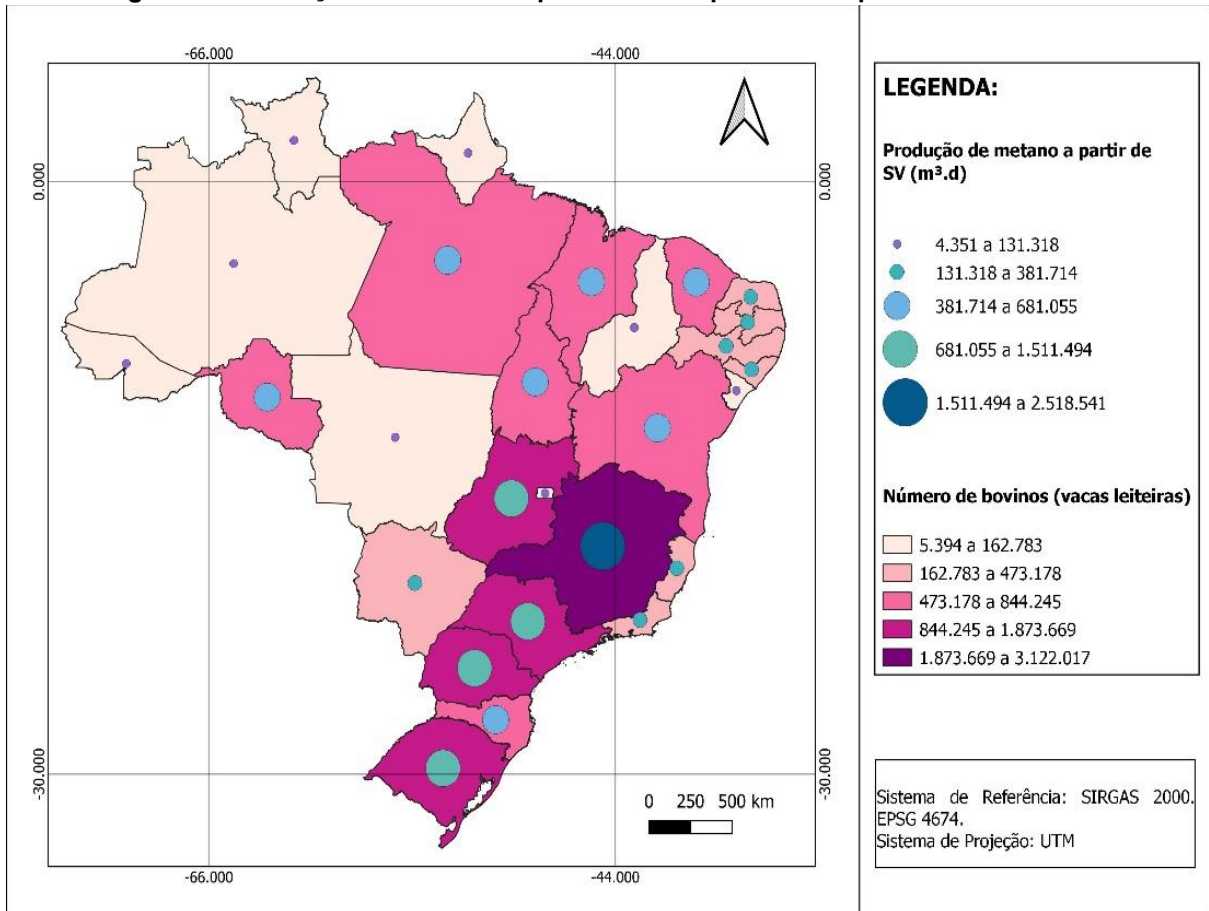 -66.000
-44.000
0.000
0.000
-30.000
-30.000
0 250 500 km
-66.000
-44.000
LEGENDA:
Produção de metano a partir de
SV (m³.d)
4.351 a 131.318
131.318 a 381.714
381.714 a 681.055
681.055 a 1.511.494
1.511.494 a 2.518.541
Número de bovinos (vacas leiteiras)
5.394 a 162.783
162.783 a 473.178
473.178 a 844.245
844.245 a 1.873.669
1.873.669 a 3.122.017
Sistema de Referência: SIRGAS 2000.
EPSG 4674.
Sistema de Projeção: UTM